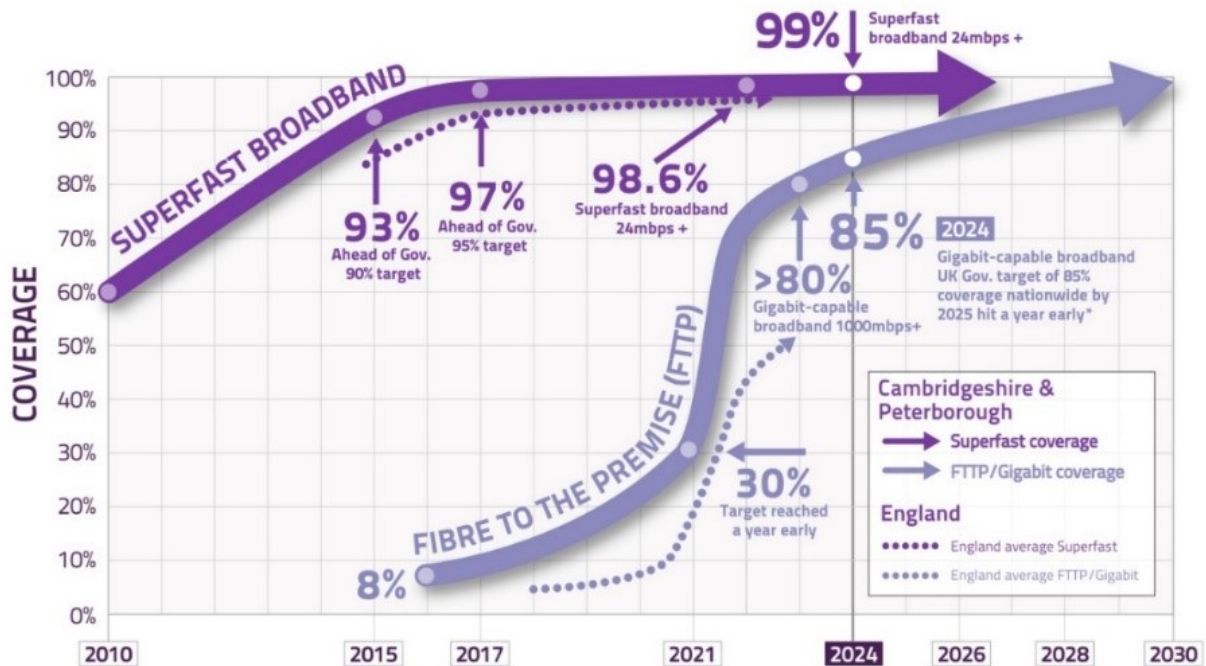 99%
Superfast
broadband 24mbps +
100%
90%
80%
70%
60%
50%
40%
30%
20%
10%
0%
COVERAGE
SUPERFAST BROADBAND
93%
Ahead of Gov.
90% target
97%
Ahead of Gov.
95% target
98.6%
Superfast broadband
24mbps +
>80%
Gigabit-capable
broadband 1000mbps+
85%
2024
Gigabit-capable broadband
UK Gov. target of 85%
coverage nationwide by
2025 hit a year early*
FIBRE TO THE PREMISE (FTTP)
8%
30%
Target reached
a year early
Cambridgeshire &
Peterborough
Superfast coverage
FTTP/Gigabit coverage
England
England average Superfast
England average FTTP/Gigabit
2010
2015
2017
2021
2024
2026
2028
2030